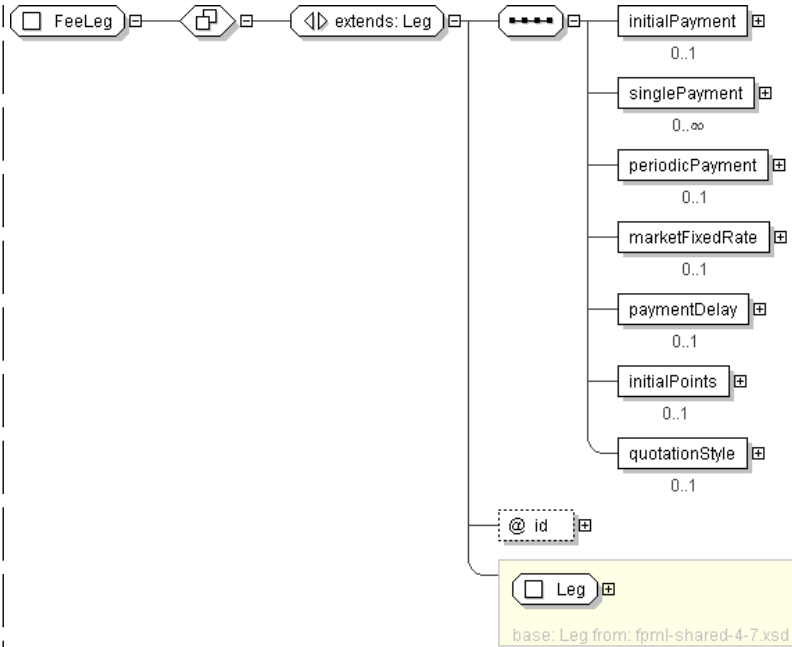 FeeLeg
extends: Leg
initialPayment
0..1
singlePayment
0..∞
periodicPayment
0..1
marketFixedRate
0..1
paymentDelay
0..1
initialPoints
0..1
quotationStyle
0..1
@ id
Leg
base: Leg from: fpml-shared-4-7.xsd